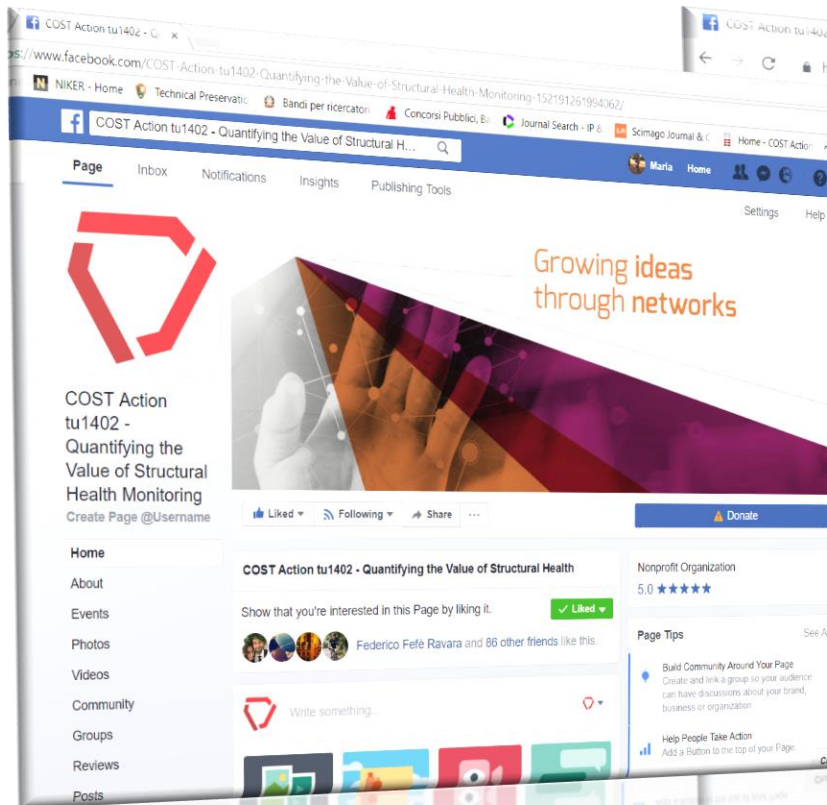 COST Action tu1402 - 
COST Action tu1402
://www.facebook.com/COST-Action-tu1402-Quantifying-the-Value-of-Structural-Health-Monitoring-152191261994062/
NIKER - Home Technical Preservatio Bandi per ricercatori Concorsi Pubblici, Ba Journal Search - IP & Scimago Journal & C Home - COST Action
COST Action tu1402 - Quantifying the Value of Structural H...
Maria Home
Page Inbox Notifications Insights Publishing Tools
Settings Help
Growing ideas
through networks
COST Action
tu1402 -
Quantifying the
Value of Structural
Health Monitoring
Create Page @Username
Liked Following Share ...
Donate
Home
About
Events
Photos
Videos
Community
Groups
Reviews
Posts
COST Action tu1402 - Quantifying the Value of Structural Health
Show that you're interested in this Page by liking it.
Liked
Federico Fefè Ravara and 86 other friends like this.
Write something...
Nonprofit Organization
5.0 ★★★★★
Page Tips See A
Build Community Around Your Page
Create and link a group so your audience
can have discussions about your brand,
business or organization
Help People Take Action
Add a Button to the top of your Page